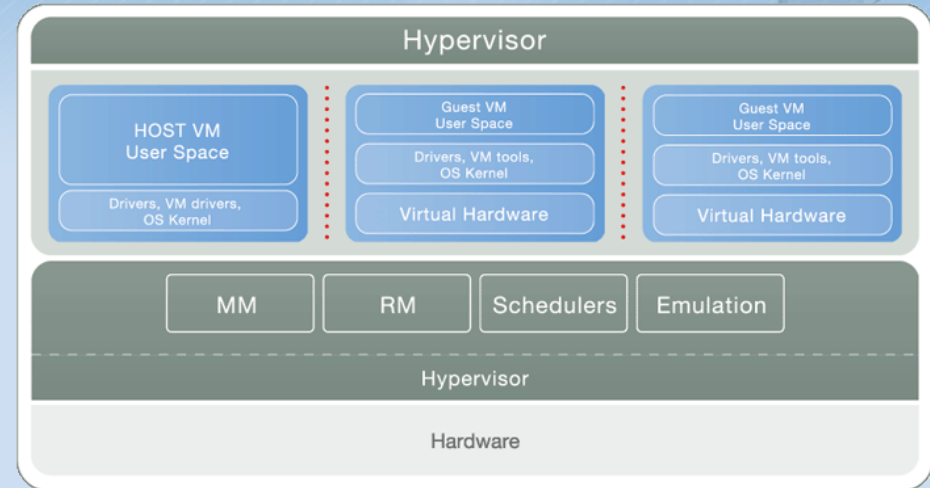 Hypervisor
HOST VM
User Space
Drivers, VM drivers,
OS Kernel
Guest VM
User Space
Drivers, VM tools,
OS Kernel
Virtual Hardware
Guest VM
User Space
Drivers, VM tools,
OS Kernel
Virtual Hardware
MM
RM
Schedulers
Emulation
Hypervisor
Hardware